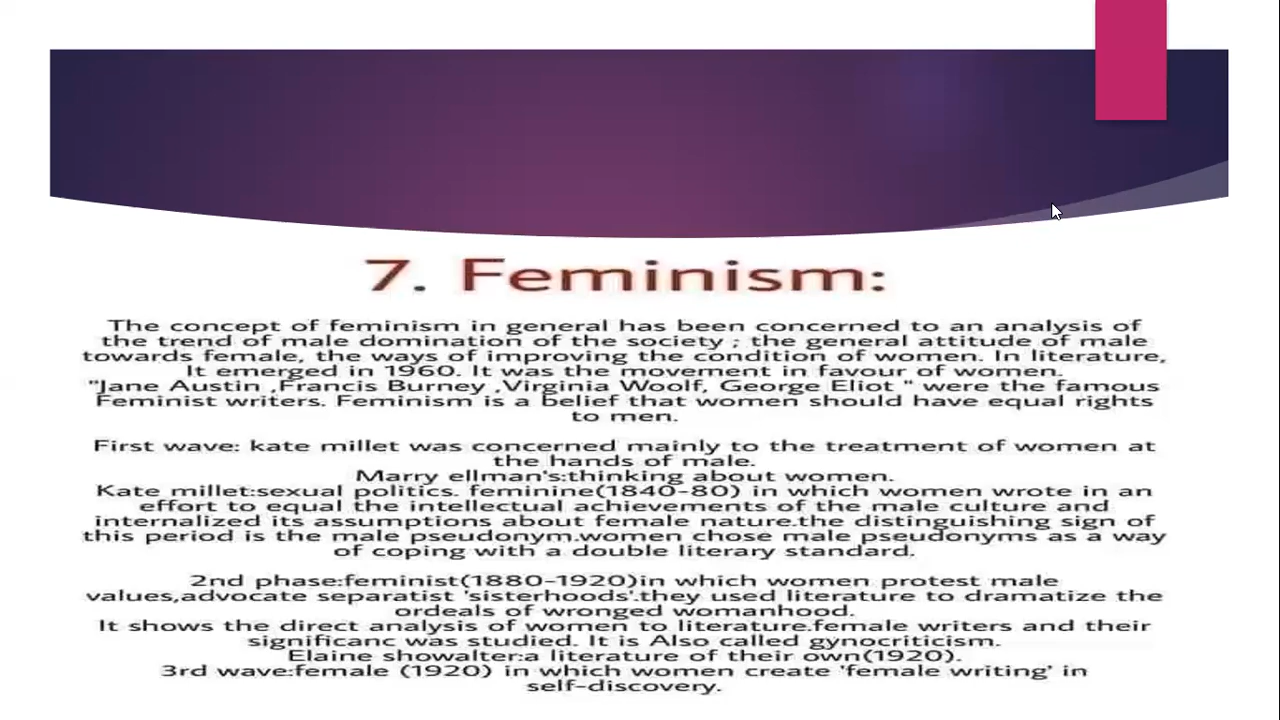 7. Feminism:
The concept of feminism in general has been concerned to an analysis of
the trend of male domination of the society ; the general attitude of male
towards female, the ways of improving the condition of women. In literature,
It emerged in 1960. It was the movement in favour of women.
"Jane Austin ,Francis Burney ,Virginia Woolf, George Eliot " were the famous
Feminist writers. Feminism is a belief that women should have equal rights
to men.
First wave: kate millet was concerned mainly to the treatment of women at
the hands of male.
Marry ellman's:thinking about women.
Kate millet:sexual politics. feminine(1840-80) in which women wrote in an
effort to equal the intellectual achievements of the male culture and
internalized its assumptions about female nature.the distinguishing sign of
this period is the male pseudonym.women chose male pseudonyms as a way
of coping with a double literary standard.
2nd phase:feminist(1880-1920)in which women protest male
values,advocate separatist 'sisterhoods'.they used literature to dramatize the
ordeals of wronged womanhood.
It shows the direct analysis of women to literature.female writers and their
significanc was studied. It is Also called gynocriticism.
Elaine showalter:a literature of their own(1920).
3rd wave:female (1920) in which women create 'female writing' in
self-discovery.